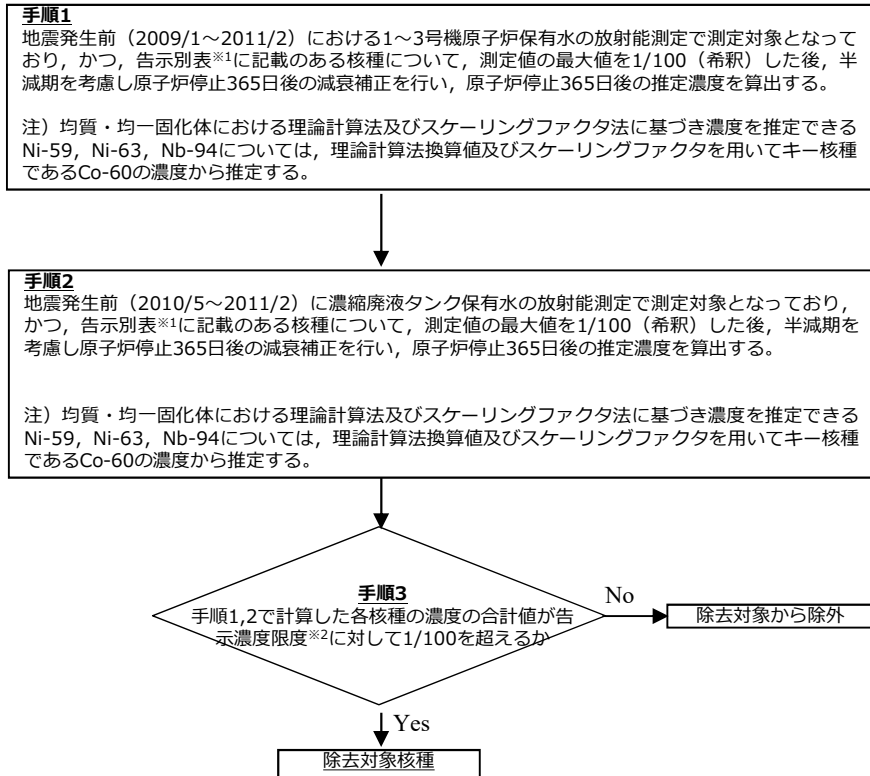 手順1
地震発生前（2009/1～2011/2）における1～3号機原子炉保有水の放射能測定で測定対象となって
おり，かつ，告示別表※1に記載のある核種について，測定値の最大値を1/100（希釈）した後，半
減期を考慮し原子炉停止365日後の減衰補正を行い，原子炉停止365日後の推定濃度を算出する。
注）均質・均一固化体における理論計算法及びスケーリングファクタ法に基づき濃度を推定できる
Ni-59，Ni-63，Nb-94については，理論計算法換算値及びスケーリングファクタを用いてキー核種
であるCo-60の濃度から推定する。
手順2
地震発生前（2010/5～2011/2）に濃縮廃液タンク保有水の放射能測定で測定対象となっており，
かつ，告示別表※1に記載のある核種について，測定値の最大値を1/100（希釈）した後，半減期を
考慮し原子炉停止365日後の減衰補正を行い，原子炉停止365日後の推定濃度を算出する。
注）均質・均一固化体における理論計算法及びスケーリングファクタ法に基づき濃度を推定できる
Ni-59，Ni-63，Nb-94については，理論計算法換算値及びスケーリングファクタを用いてキー核種
であるCo-60の濃度から推定する。
手順3
手順1,2で計算した各核種の濃度の合計値が告
示濃度限度※2に対して1/100を超えるか
No
除去対象から除外
Yes
除去対象核種